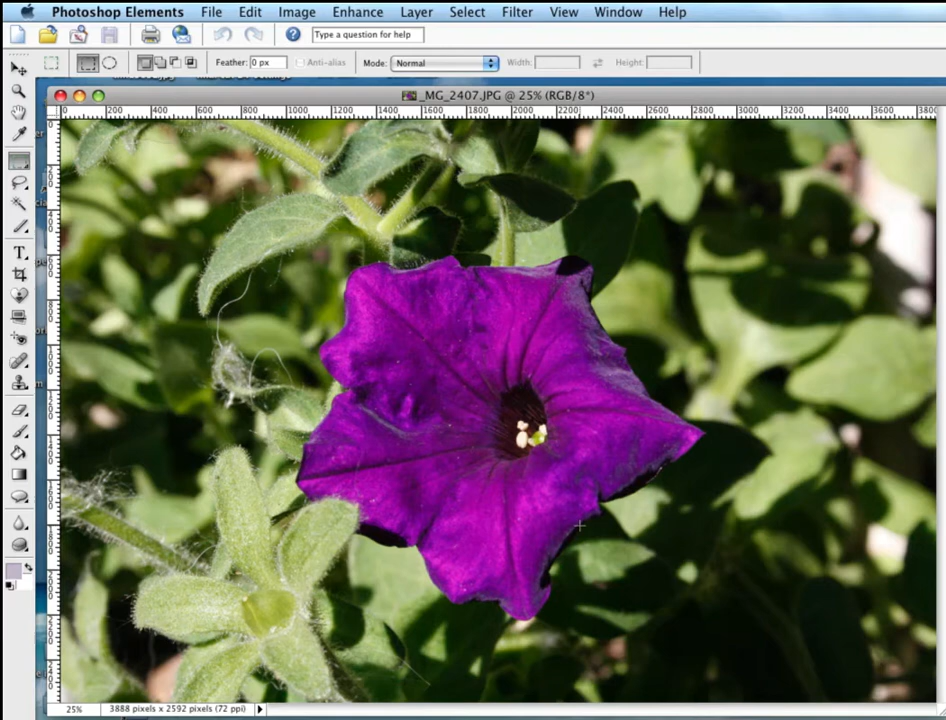 Photoshop Elements File Edit Image Enhance Layer Select Filter View Window Help
Type a question for help
Feather: 0 px Anti-alias Mode: Normal Width: Height:
_MG_2407.JPG @ 25% (RGB/8*)
0 200 400 600 800 1000 1200 1400 1600 1800 2000 2200 2400 2600 2800 3000 3200 3400 3600 3800
25% 3888 pixels x 2592 pixels (72 ppi)